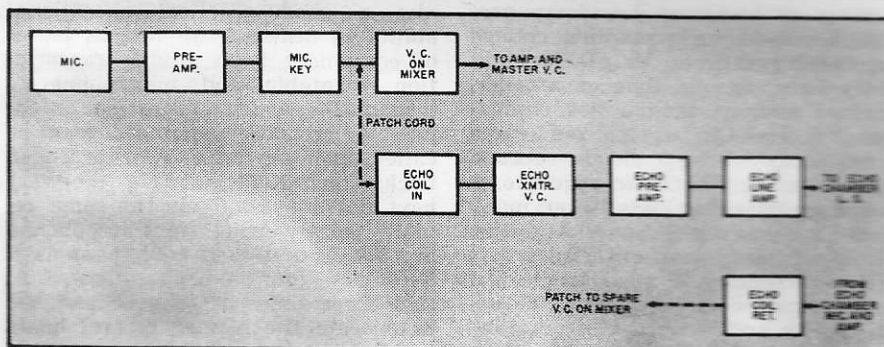 MIC.
PRE-
AMP.
MIC.
KEY
V. C.
ON
MIXER
TO AMP. AND
MASTER V. C.
PATCH CORD
ECHO
COIL
IN
ECHO
'XMTR.
V. C.
ECHO
PRE-
AMP.
ECHO
LINE
AMP.
TO ECHO
CHAMBER
L. S.
PATCH TO SPARE
V. C. ON MIXER
ECHO
COIL
RET.
FROM
ECHO
CHAMBER
MIC. AND
AMP.